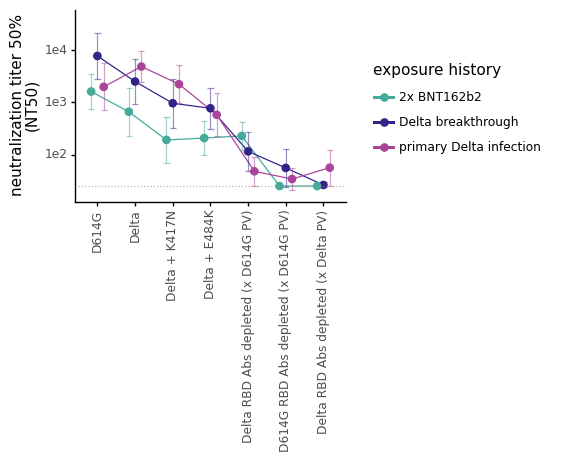 neutralization titer 50%
(NT50)
1e4
1e3
1e2
D614G
Delta
Delta + K417N
Delta + E484K
Delta RBD Abs depleted (x D614G PV)
D614G RBD Abs depleted (x D614G PV)
Delta RBD Abs depleted (x Delta PV)
exposure history
2x BNT162b2
Delta breakthrough
primary Delta infection